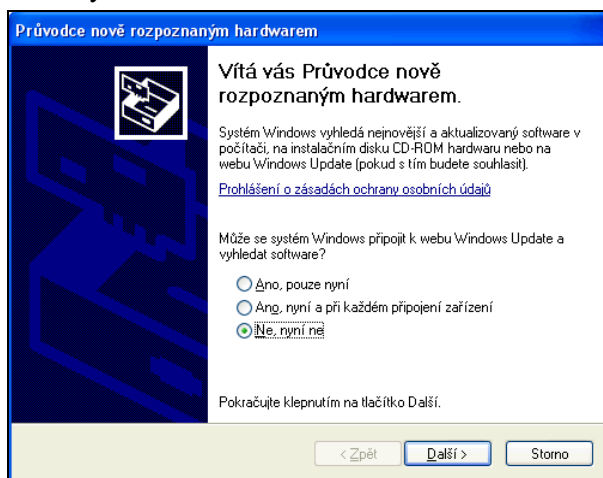 Průvodce nově rozpoznaným hardwarem
Vítá vás Průvodce nově
rozpoznaným hardwarem.
Systém Windows vyhledá nejnovější a aktualizovaný software v
počítači, na instalačním disku CD-ROM hardwaru nebo na
webu Windows Update (pokud s tím budete souhlasit).
Prohlášení o zásadách ochrany osobních údajů
Může se systém Windows připojit k webu Windows Update a
vyhledat software?
Ano, pouze nyní
Ano, nyní a při každém připojení zařízení
Ne, nyní ne
Pokračujte klepnutím na tlačítko Další.
< Zpět
Další >
Storno